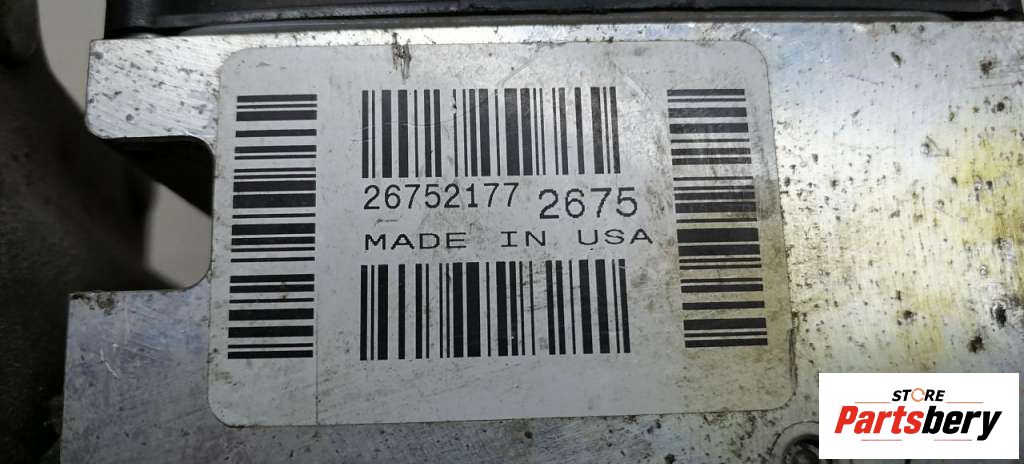 26752177 2675
MADE IN USA
STORE
Partsbery